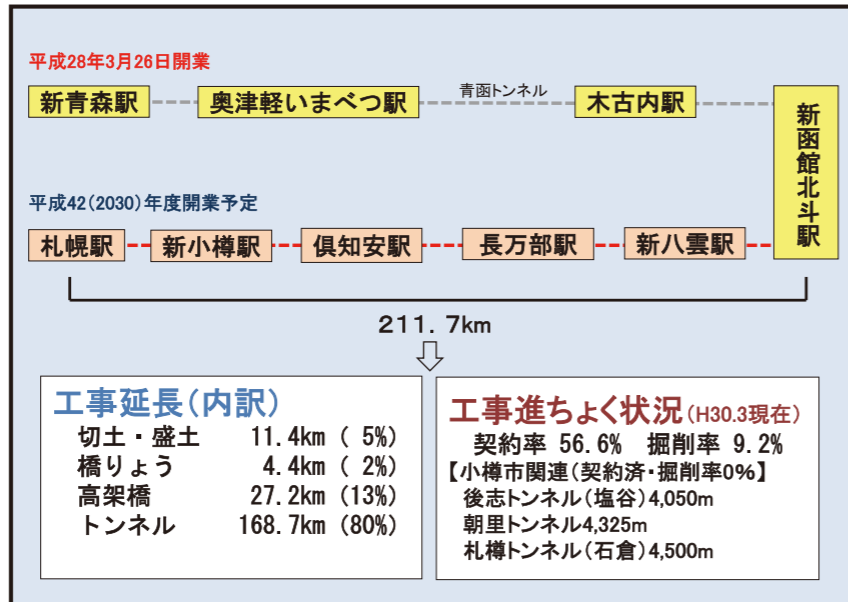 平成28年3月26日開業
新青森駅
奥津軽いまべつ駅
青函トンネル
木古内駅
新函館北斗駅
平成42(2030)年度開業予定
札幌駅
新小樽駅
倶知安駅
長万部駅
新八雲駅
211.7km
工事延長(内訳)
切土・盛土 11.4km ( 5%)
橋りょう 4.4km ( 2%)
高架橋 27.2km (13%)
トンネル 168.7km (80%)
工事進ちょく状況(H30.3現在)
契約率 56.6% 掘削率 9.2%
【小樽市関連(契約済・掘削率0%)】
後志トンネル(塩谷)4,050m
朝里トンネル4,325m
札樽トンネル(石倉)4,500m